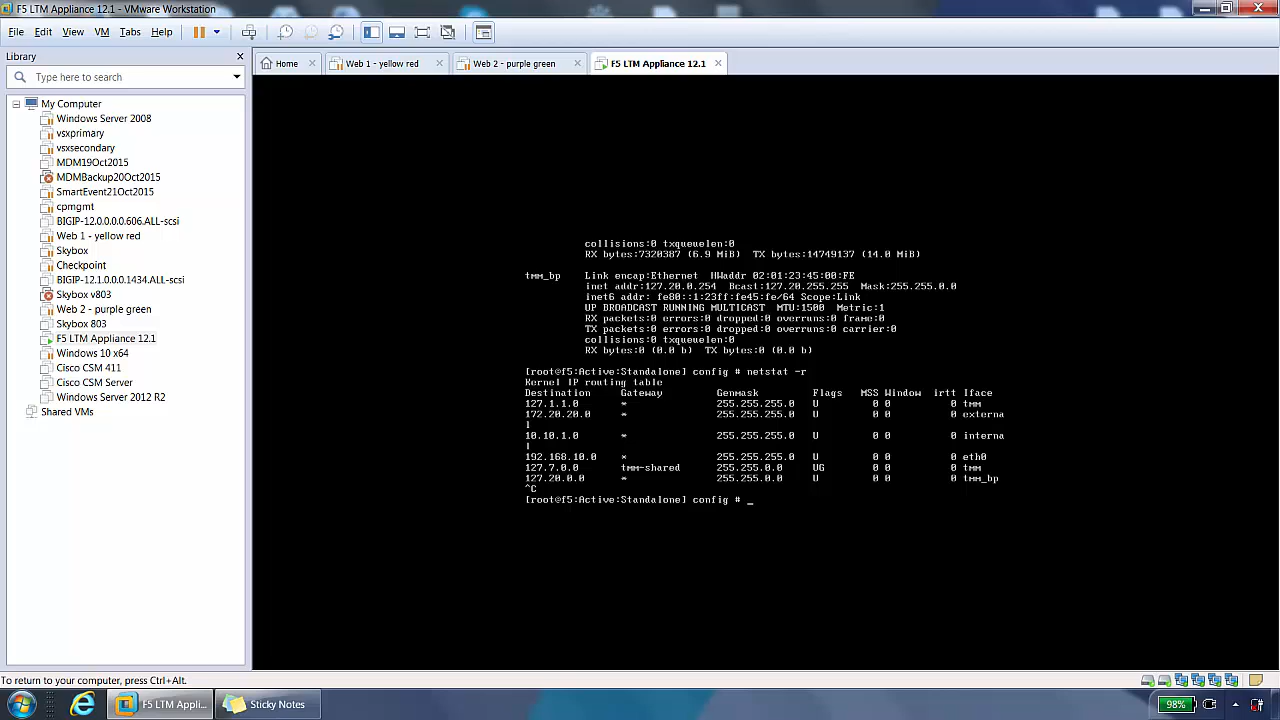 F5 LTM Appliance 12.1 - VMware Workstation
File Edit View VM Tabs Help
Library
Type here to search
My Computer
Windows Server 2008
vsxprimary
vsxsecondary
MDM19Oct2015
MDMBackup20Oct2015
SmartEvent21Oct2015
cpmgmt
BIGIP-12.0.0.0.606.ALL-scsi
Web 1 - yellow red
Skybox
Checkpoint
BIGIP-12.1.0.0.0.1434.ALL-scsi
Skybox v803
Web 2 - purple green
Skybox 803
F5 LTM Appliance 12.1
Windows 10 x64
Cisco CSM 411
Cisco CSM Server
Windows Server 2012 R2
Shared VMs
Home Web 1 - yellow red Web 2 - purple green F5 LTM Appliance 12.1
collisions:0 txqueuelen:0
RX bytes:7320387 (6.9 MiB) TX bytes:14749137 (14.0 MiB)
tmm_bp Link encap:Ethernet HWaddr 02:01:23:45:00:FE
inet addr:127.20.0.254 Bcast:127.20.255.255 Mask:255.255.0.0
inet6 addr: fe80::1:23ff:fe45:fe/64 Scope:Link
UP BROADCAST RUNNING MULTICAST MTU:1500 Metric:1
RX packets:0 errors:0 dropped:0 overruns:0 frame:0
TX packets:0 errors:0 dropped:0 overruns:0 carrier:0
collisions:0 txqueuelen:0
RX bytes:0 (0.0 b) TX bytes:0 (0.0 b)
[root@f5:Active:Standalone] config # netstat -r
Kernel IP routing table
Destination Gateway Genmask Flags MSS Window irtt Iface
127.1.1.0 * 255.255.255.0 U 0 0 0 tmm
172.20.20.0 * 255.255.255.0 U 0 0 0 externa
l
10.10.1.0 * 255.255.255.0 U 0 0 0 interna
l
192.168.10.0 * 255.255.255.0 U 0 0 0 eth0
127.7.0.0 tmm-shared 255.255.0.0 UG 0 0 0 tmm
127.20.0.0 * 255.255.0.0 U 0 0 0 tmm_bp
^C
[root@f5:Active:Standalone] config # _
To return to your computer, press Ctrl+Alt.
F5 LTM Applianc... Sticky Notes 98%